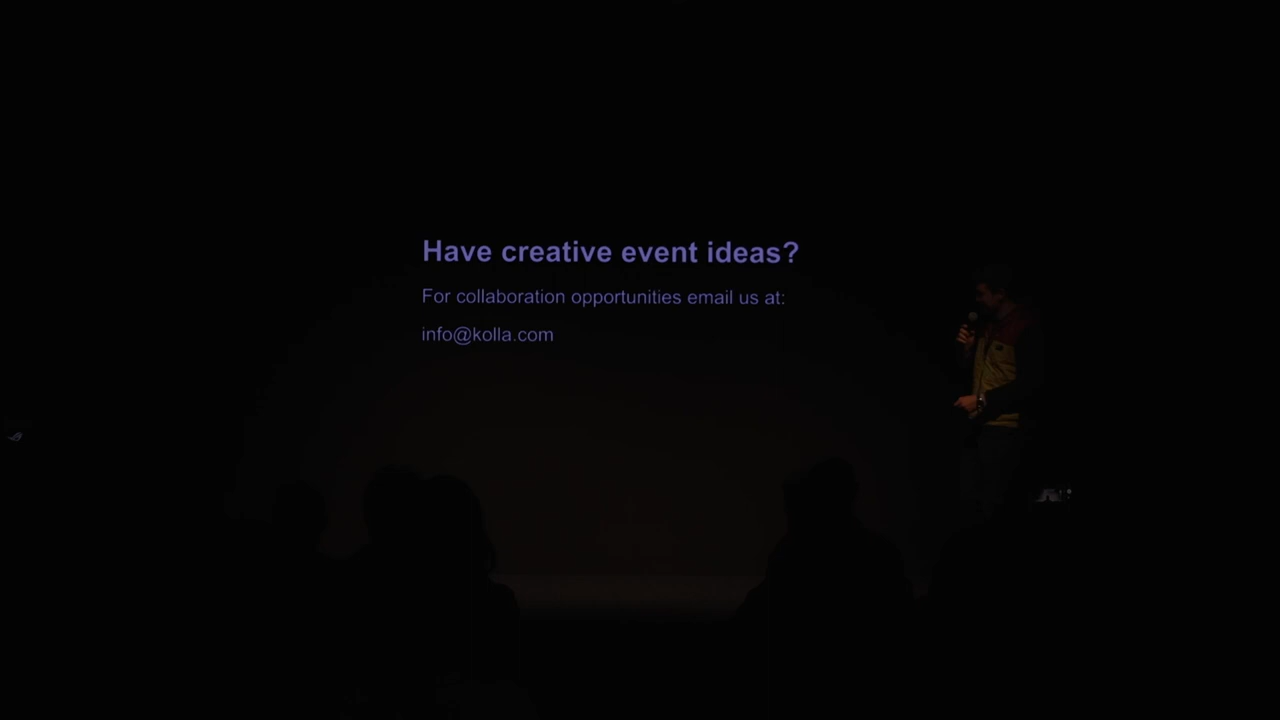 Have creative event ideas?
For collaboration opportunities email us at:
info@kolla.com